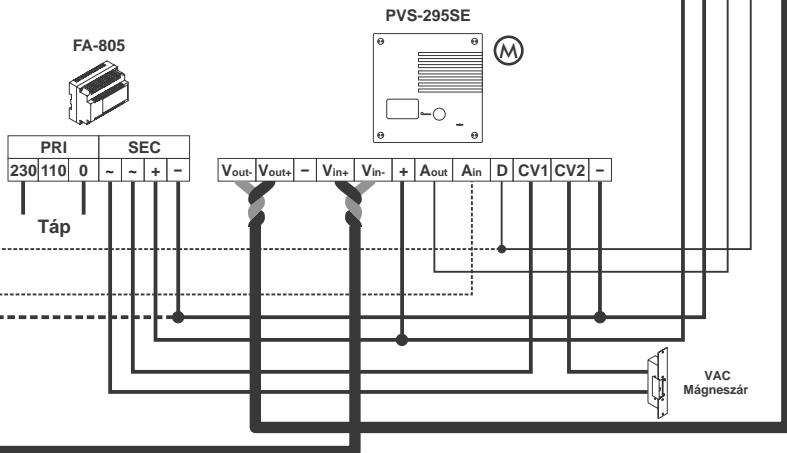 PVS-295SE
M
FA-805
PRI SEC
230 110 0 ~ ~ + −
Vout- Vout+ − Vin+ Vin- + Aout Ain D CV1 CV2 −
Táp
VAC
Mágneszár